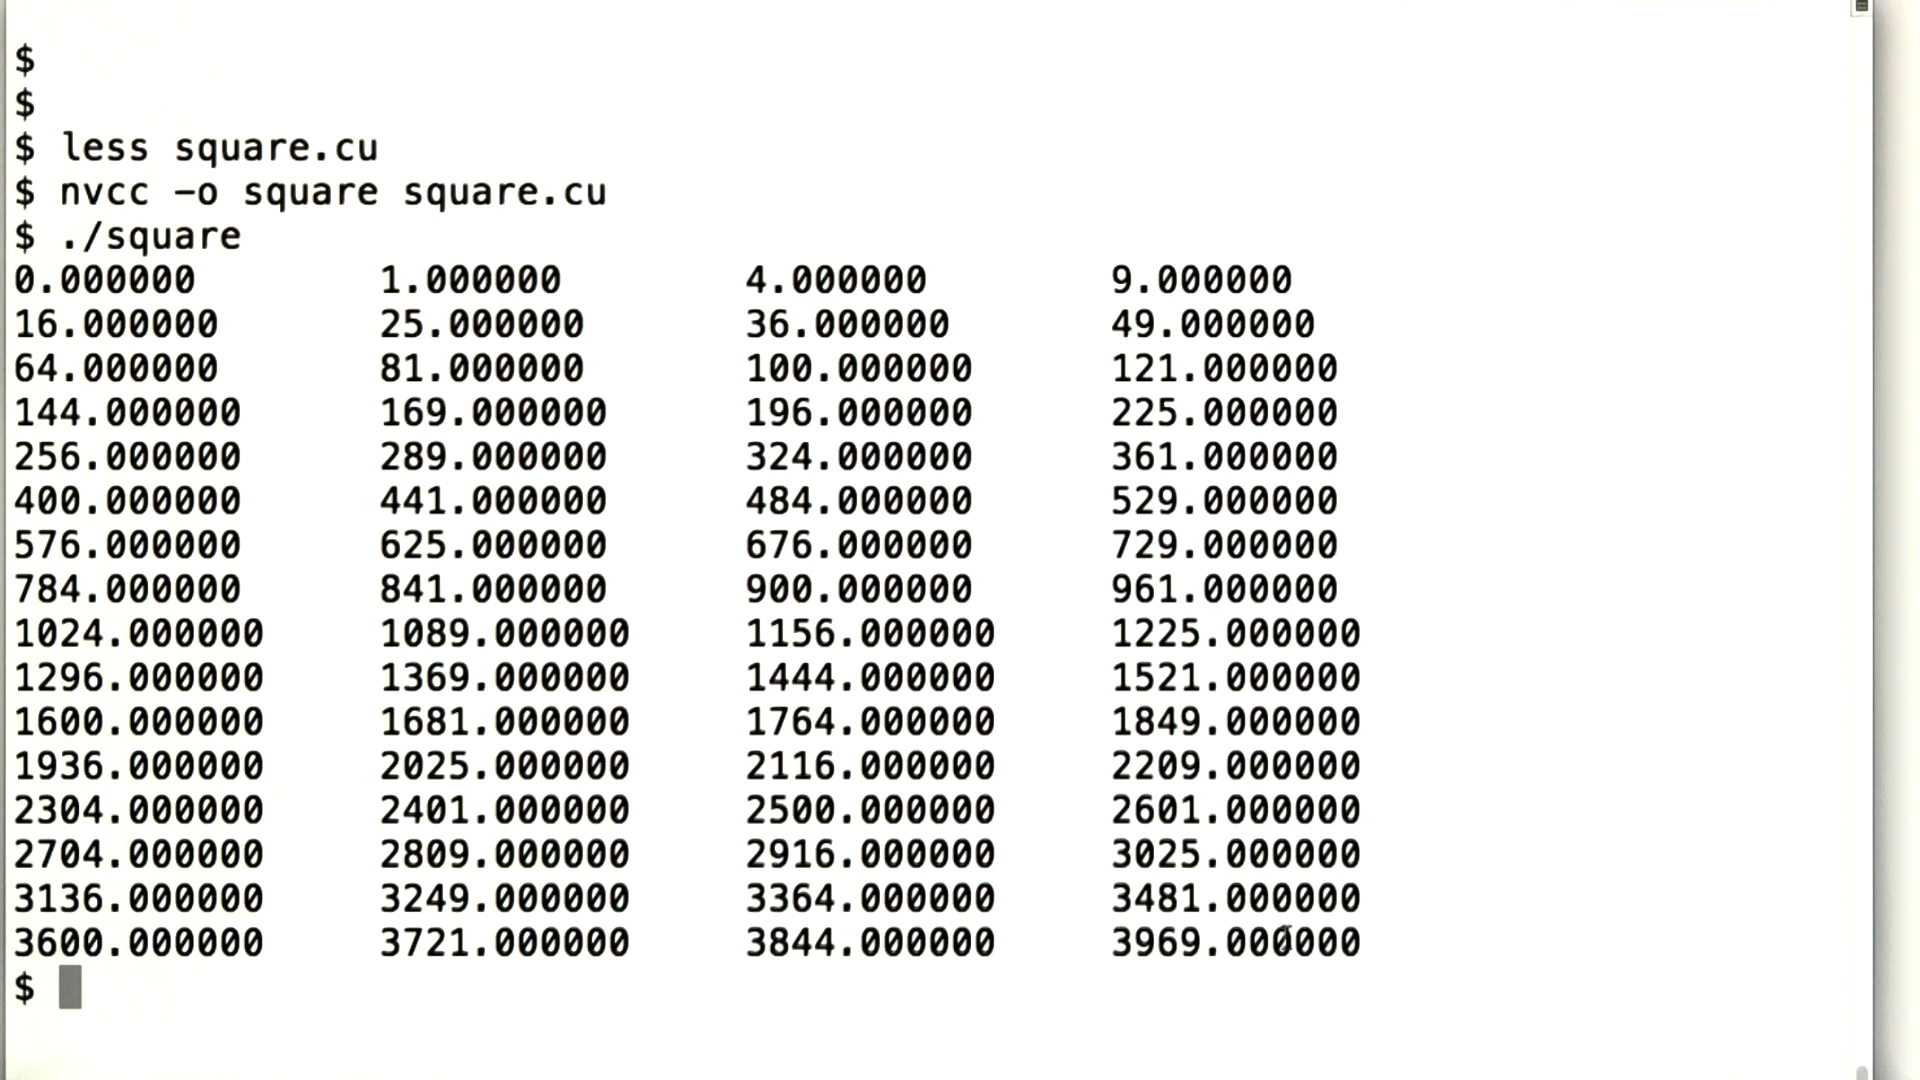 $
$
$ less square.cu
$ nvcc -o square square.cu
$ ./square
0.000000 1.000000 4.000000 9.000000
16.000000 25.000000 36.000000 49.000000
64.000000 81.000000 100.000000 121.000000
144.000000 169.000000 196.000000 225.000000
256.000000 289.000000 324.000000 361.000000
400.000000 441.000000 484.000000 529.000000
576.000000 625.000000 676.000000 729.000000
784.000000 841.000000 900.000000 961.000000
1024.000000 1089.000000 1156.000000 1225.000000
1296.000000 1369.000000 1444.000000 1521.000000
1600.000000 1681.000000 1764.000000 1849.000000
1936.000000 2025.000000 2116.000000 2209.000000
2304.000000 2401.000000 2500.000000 2601.000000
2704.000000 2809.000000 2916.000000 3025.000000
3136.000000 3249.000000 3364.000000 3481.000000
3600.000000 3721.000000 3844.000000 3969.000000
$